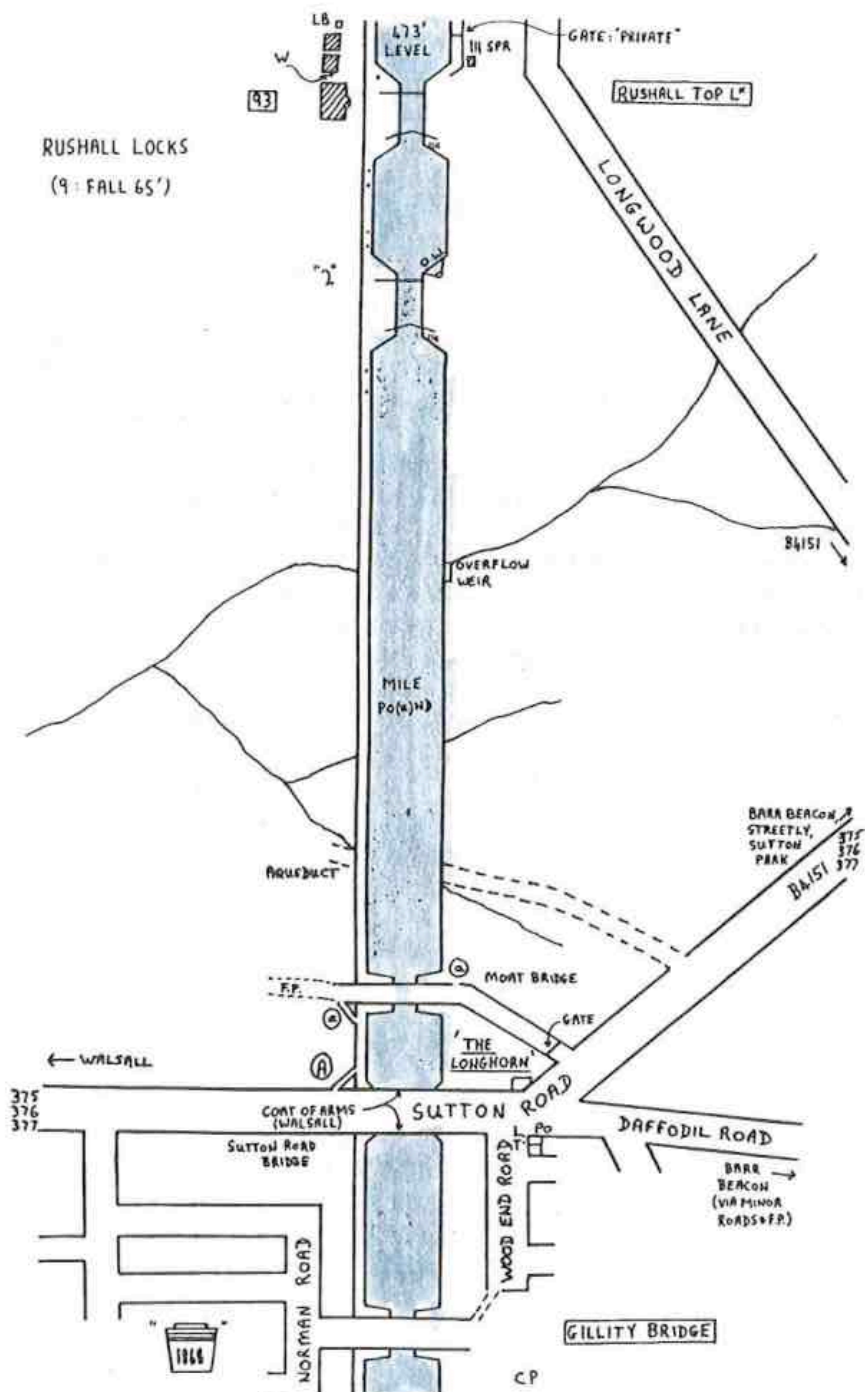 LB
473'
LEVEL
GATE: "PRIVATE"
W
93
RUSHALL TOP Lk
RUSHALL LOCKS
(9: FALL 65')
LONGWOOD LANE
"2"
O.W.
B4151
OVERFLOW
WEIR
MILE
PO(u)ND
BARR BEACON,
STREETLY,
SUTTON
PARK
375
376
377
B4151
AQUEDUCT
a
MOAT BRIDGE
F.P.
a
GATE
'THE
LONGHORN'
← WALSALL
A
375
376
377
COAT OF ARMS
(WALSALL)
SUTTON ROAD
SUTTON ROAD
BRIDGE
L PO
T
DAFFODIL ROAD
BARR
BEACON
(VIA MINOR
ROADS & F.P.)
WOOD END ROAD
NORMAN ROAD
" "
1868
GILLITY BRIDGE
CP